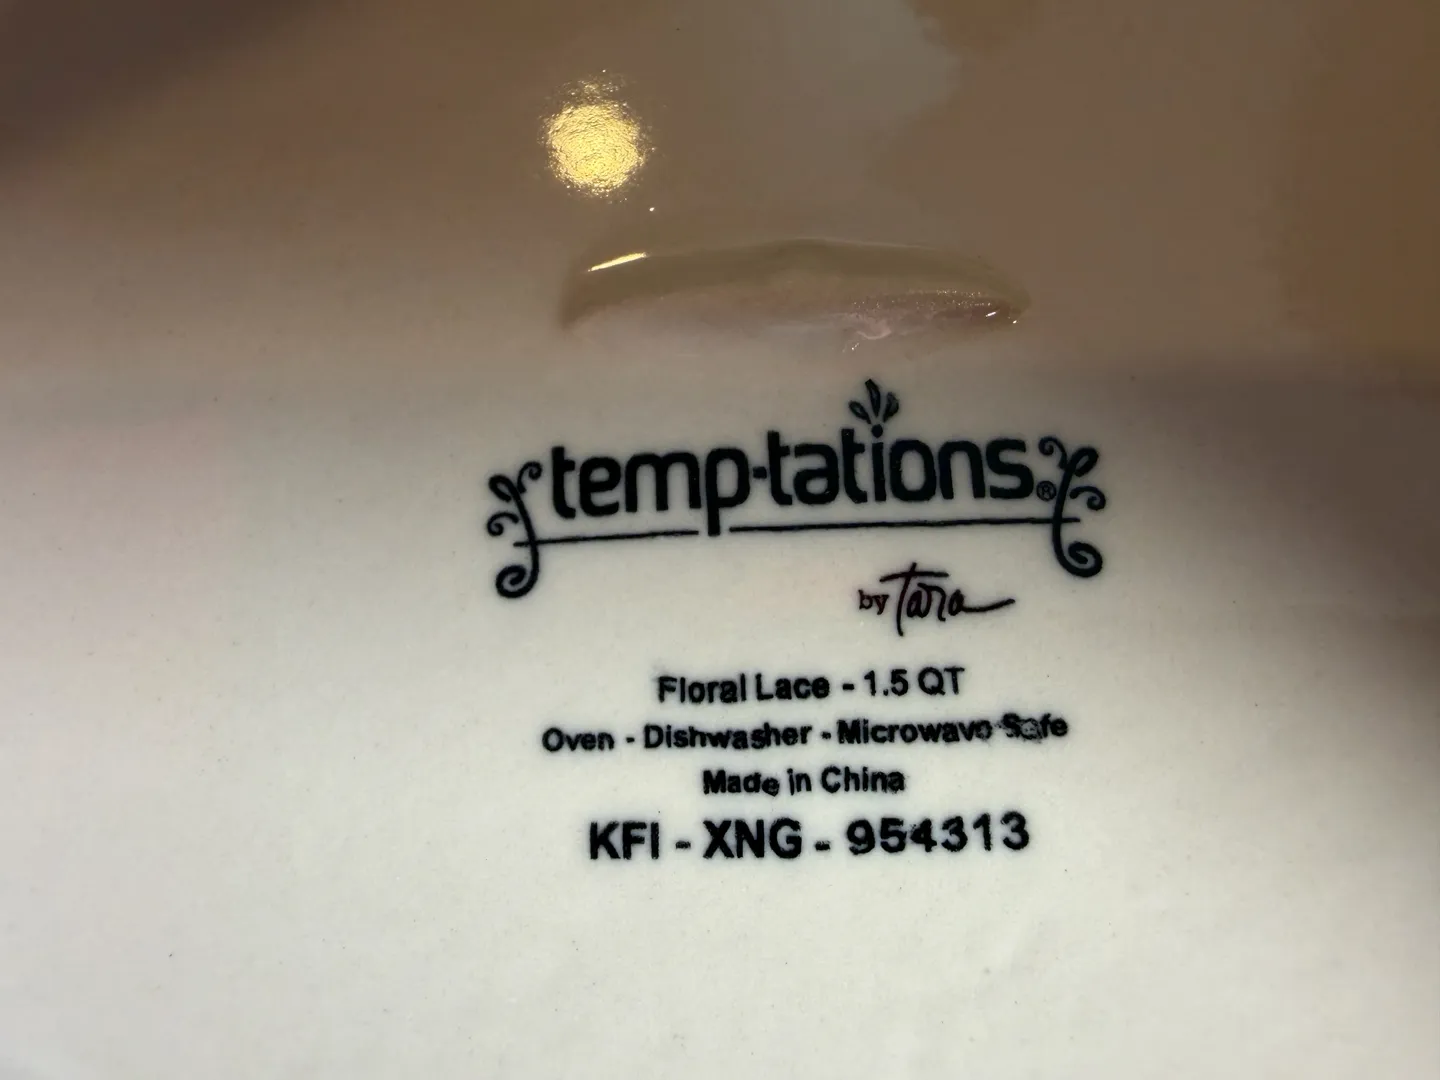 temp-tations®
by Tara
Floral Lace - 1.5 QT
Oven - Dishwasher - Microwave Safe
Made in China
KFI - XNG - 954313